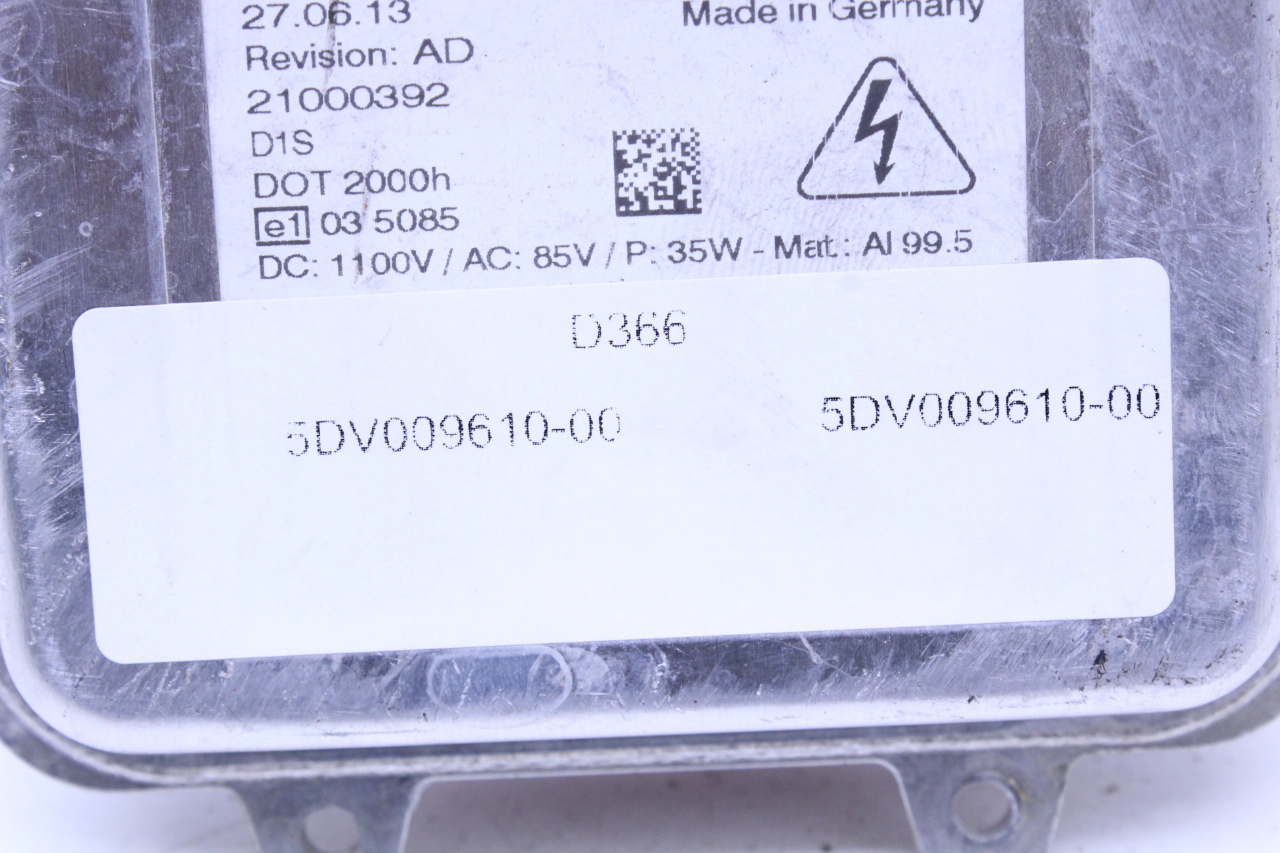 27.06.13
Made in Germany
Revision: AD
21000392
D1S
DOT 2000h
e1 03 5085
DC: 1100V / AC: 85V / P: 35W - Mat.: Al 99.5
D366
5DV009610-00 5DV009610-00